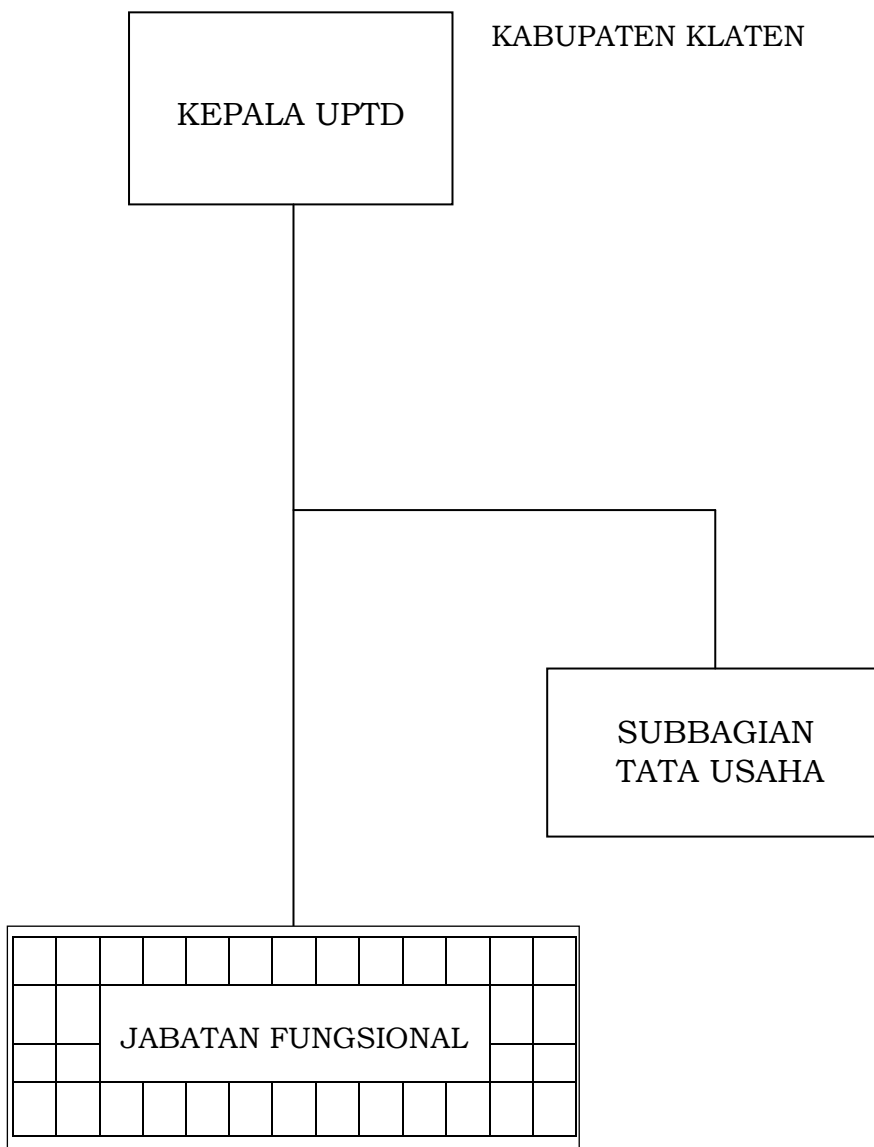 KABUPATEN KLATEN
KEPALA UPTD
SUBBAGIAN
TATA USAHA
JABATAN FUNGSIONAL